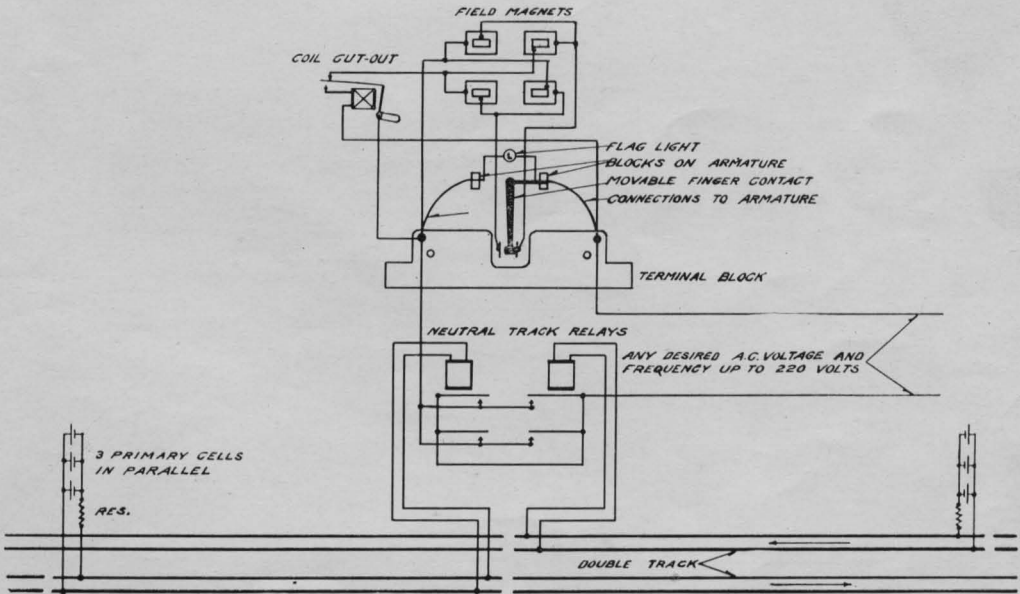 FIELD MAGNETS
COIL CUT-OUT
L
FLAG LIGHT
BLOCKS ON ARMATURE
MOVABLE FINGER CONTACT
CONNECTIONS TO ARMATURE
TERMINAL BLOCK
NEUTRAL TRACK RELAYS
ANY DESIRED A.C. VOLTAGE AND
FREQUENCY UP TO 220 VOLTS
3 PRIMARY CELLS
IN PARALLEL
RES.
DOUBLE TRACK